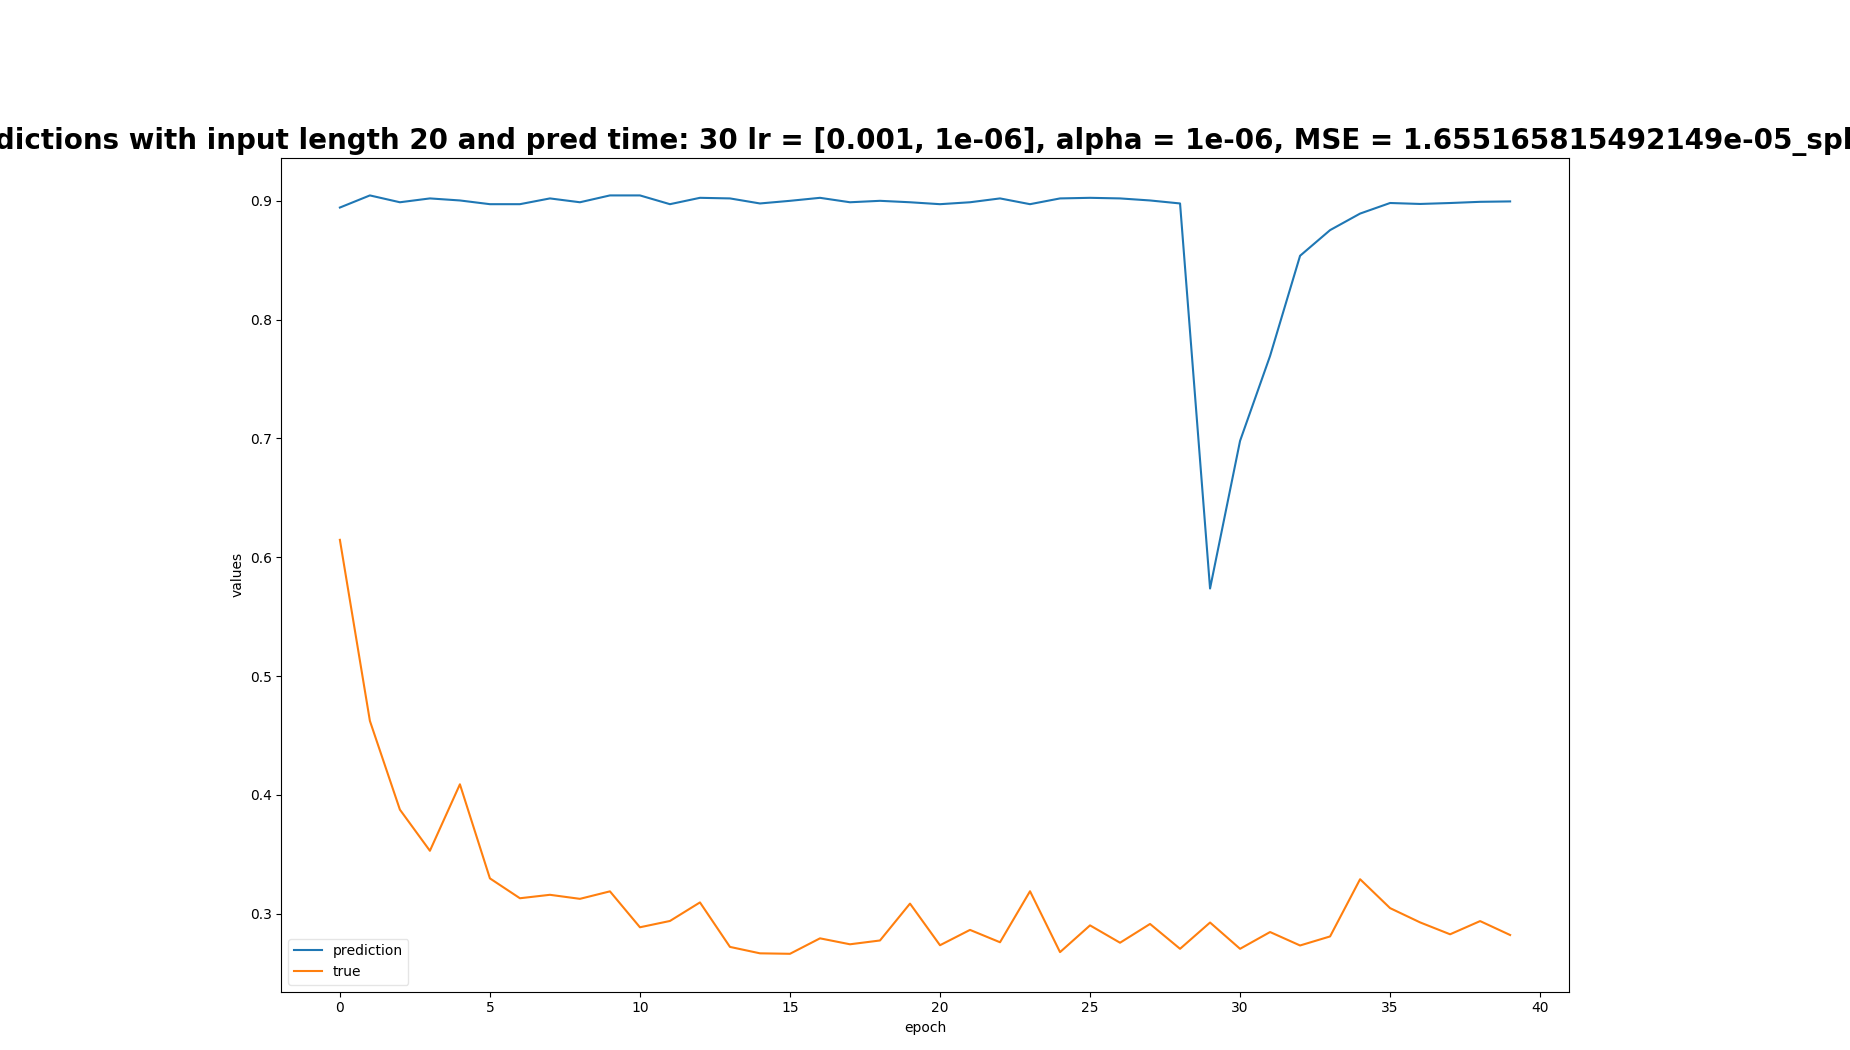 dictions with input length 20 and pred time: 30 lr = [0.001, 1e-06], alpha = 1e-06, MSE = 1.655165815492149e-05_spl
0.9
0.8
0.7
0.6
0.5
0.4
0.3
values
prediction
true
0 5 10 15 20 25 30 35 40
epoch